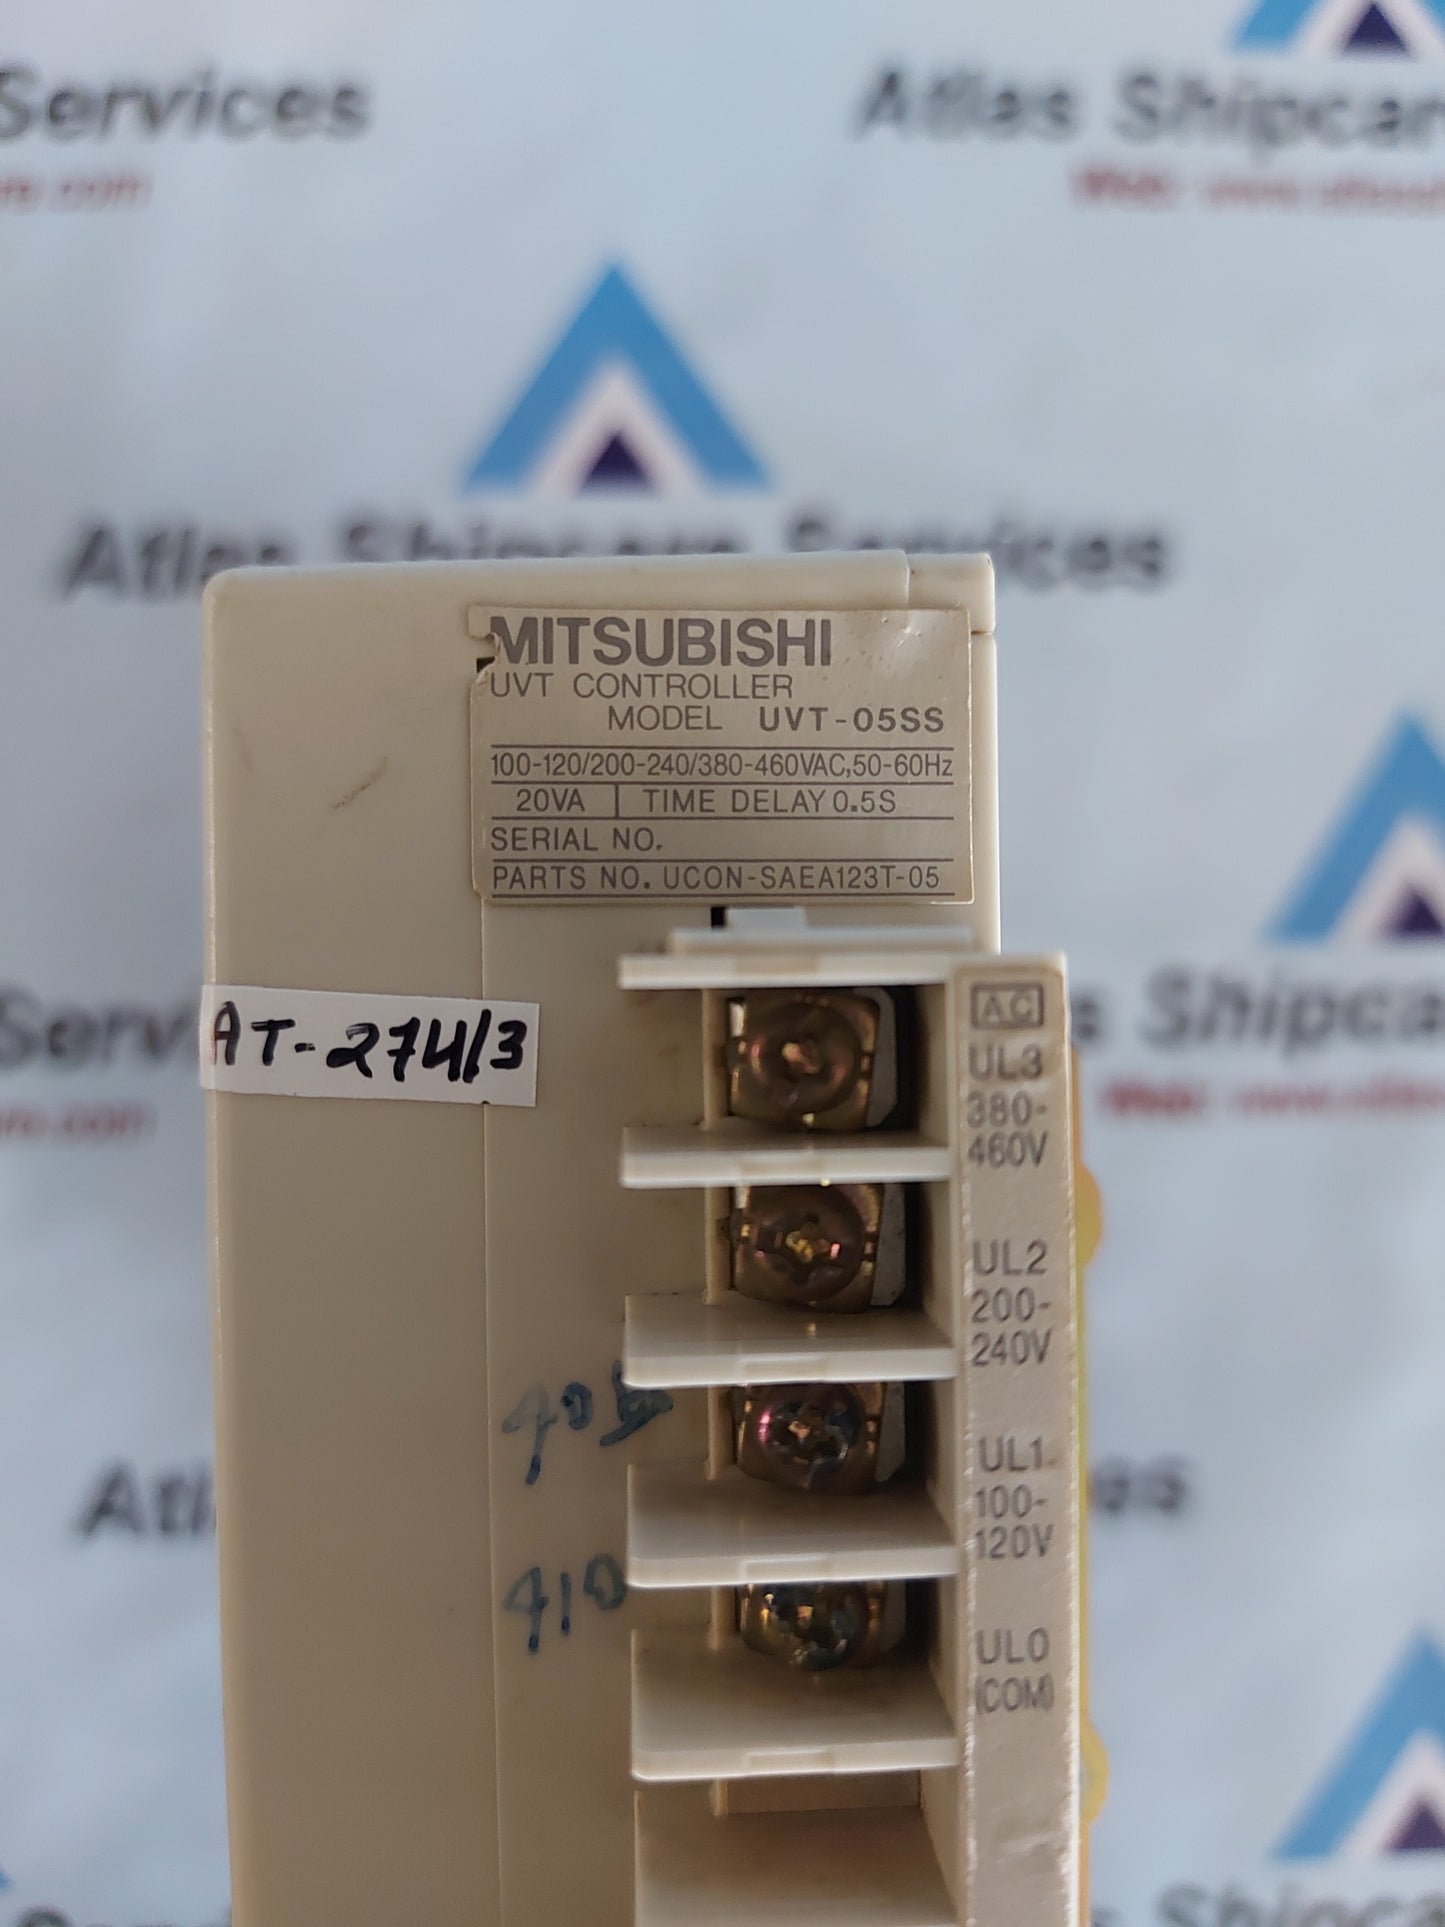 Services
Atlas Shipcar
Atlas Shipcare Services
MITSUBISHI
UVT CONTROLLER
MODEL UVT-05SS
100-120/200-240/380-460VAC,50-60Hz
20VA TIME DELAY 0.5S
SERIAL NO.
PARTS NO. UCON-SAEA123T-05
AT-274/3
AC
UL3
380-
460V
UL2
200-
240V
UL1
100-
120V
UL0
(COM)
410